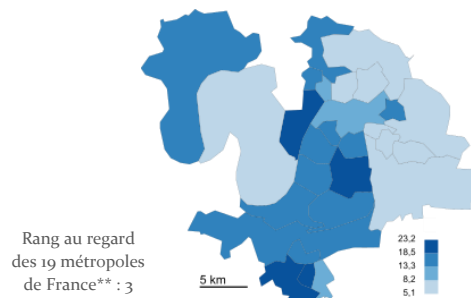 Rang au regard
des 19 métropoles
de France** : 3
5 km
23,2
18,5
13,3
8,2
5,1